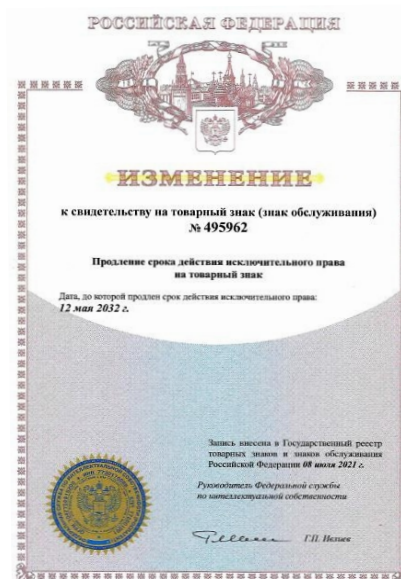 РОССИЙСКАЯ ФЕДЕРАЦИЯ
ИЗМЕНЕНИЕ
к свидетельству на товарный знак (знак обслуживания)
№ 495962
Продление срока действия исключительного права
на товарный знак
Дата, до которой продлен срок действия исключительного права:
12 мая 2032 г.
Запись внесена в Государственный реестр
товарных знаков и знаков обслуживания
Российской Федерации 08 июля 2021 г.
Руководитель Федеральной службы
по интеллектуальной собственности
Г.П. Ивлиев